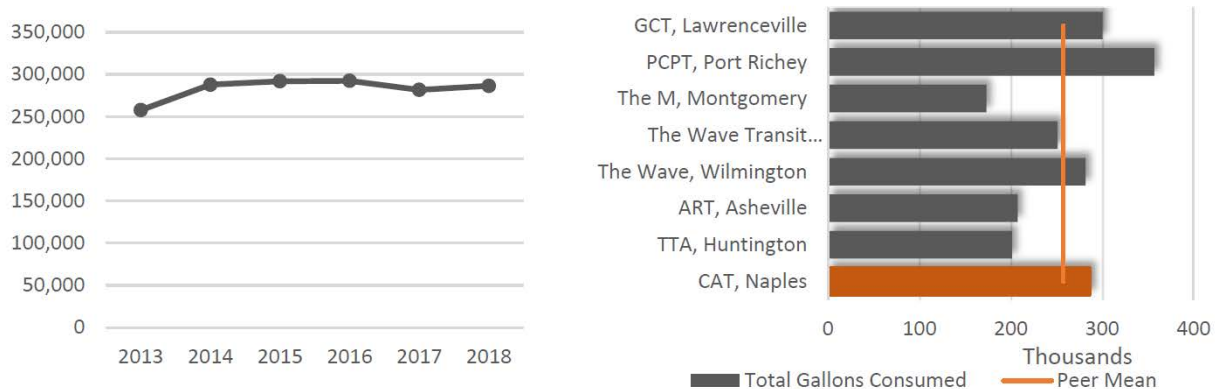 350,000
300,000
250,000
200,000
150,000
100,000
50,000
0
2013 2014 2015 2016 2017 2018
GCT, Lawrenceville
PCPT, Port Richey
The M, Montgomery
The Wave Transit...
The Wave, Wilmington
ART, Asheville
TTA, Huntington
CAT, Naples
0 100 200 300 400
Thousands
Total Gallons Consumed Peer Mean